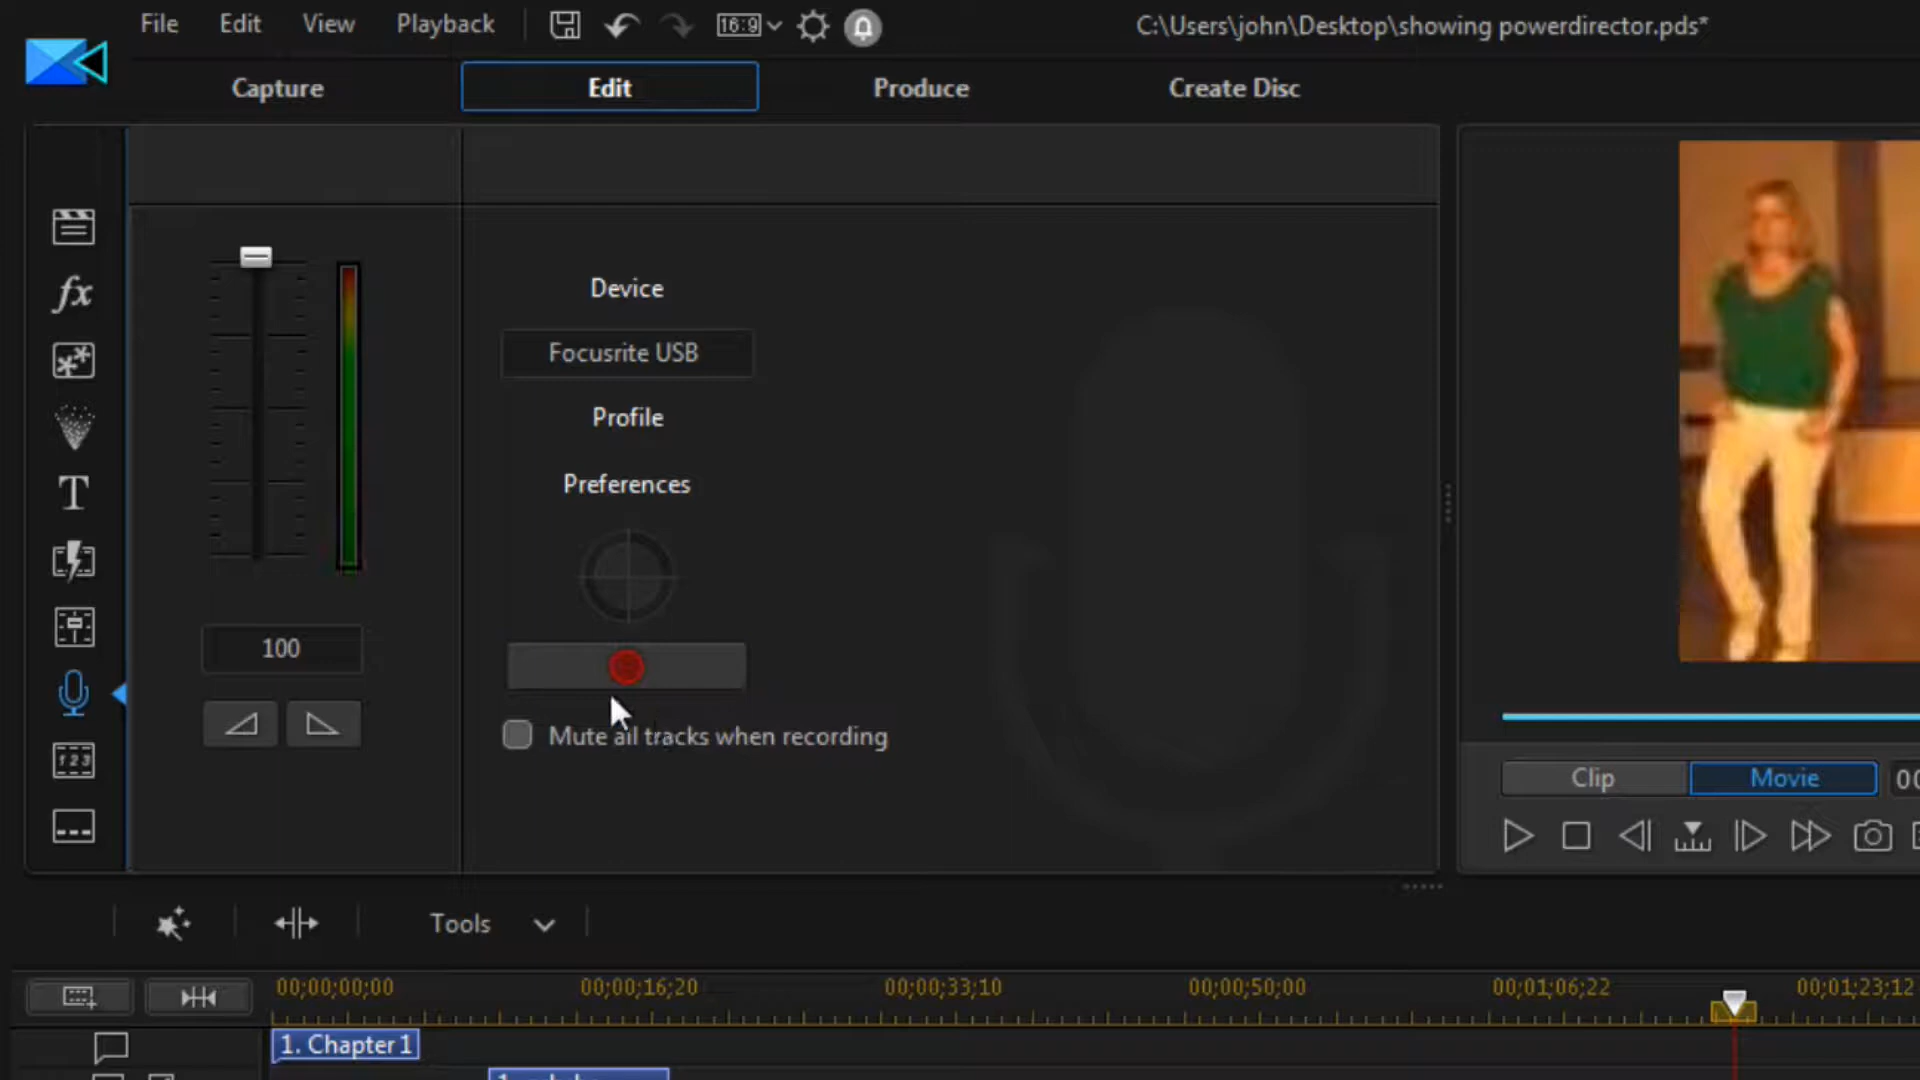 File Edit View Playback 16:9 C:\Users\john\Desktop\showing powerdirector.pds*
Capture Edit Produce Create Disc
fx
Device
Focusrite USB
Profile
T
Preferences
100
Mute all tracks when recording
123
Clip Movie
Tools
00;00;00;00 00;00;16;20 00;00;33;10 00;00;50;00 00;01;06;22 00;01;23;12
1. Chapter 1